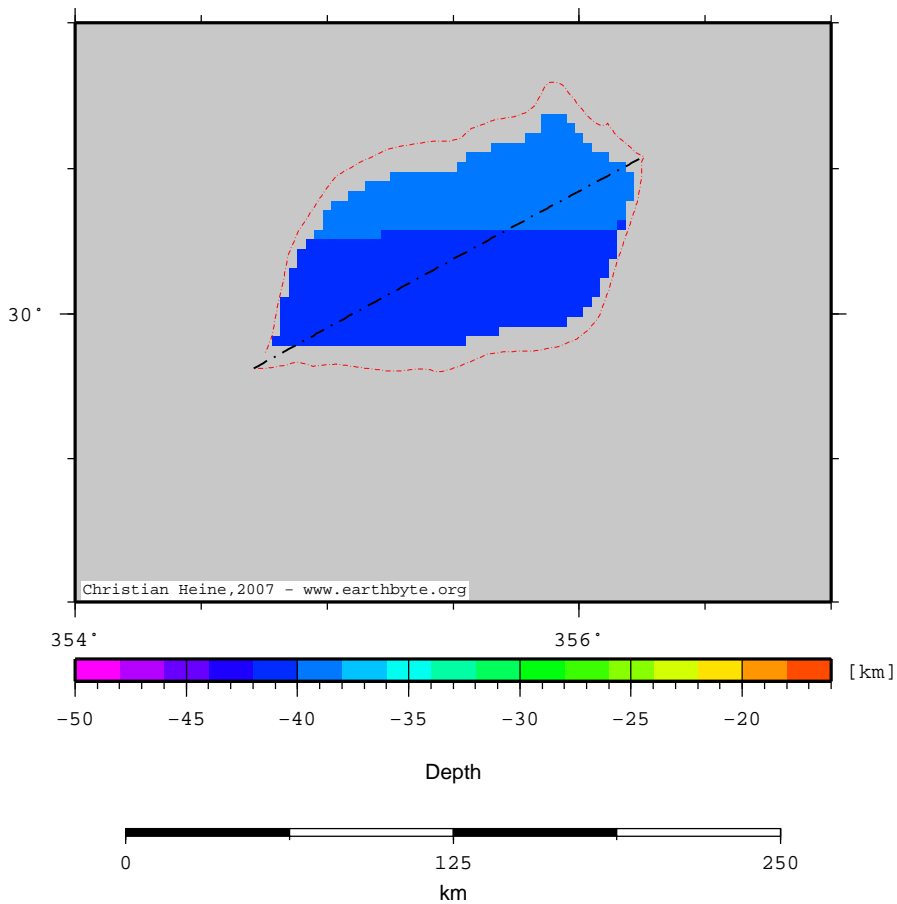 30°
Christian Heine,2007 - www.earthbyte.org
354° 356°
[km]
-50 -45 -40 -35 -30 -25 -20
Depth
0 125 250
km